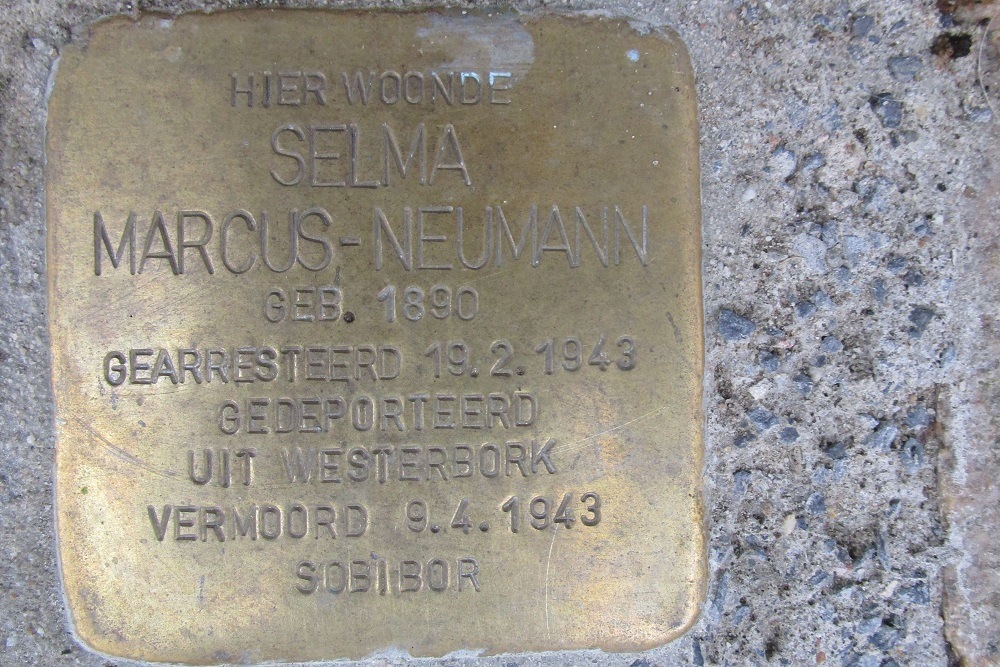 HIER WOONDE
SELMA
MARCUS-NEUMANN
GEB. 1890
GEARRESTEERD 19.2.1943
GEDEPORTEERD
UIT WESTERBORK
VERMOORD 9.4.1943
SOBIBOR